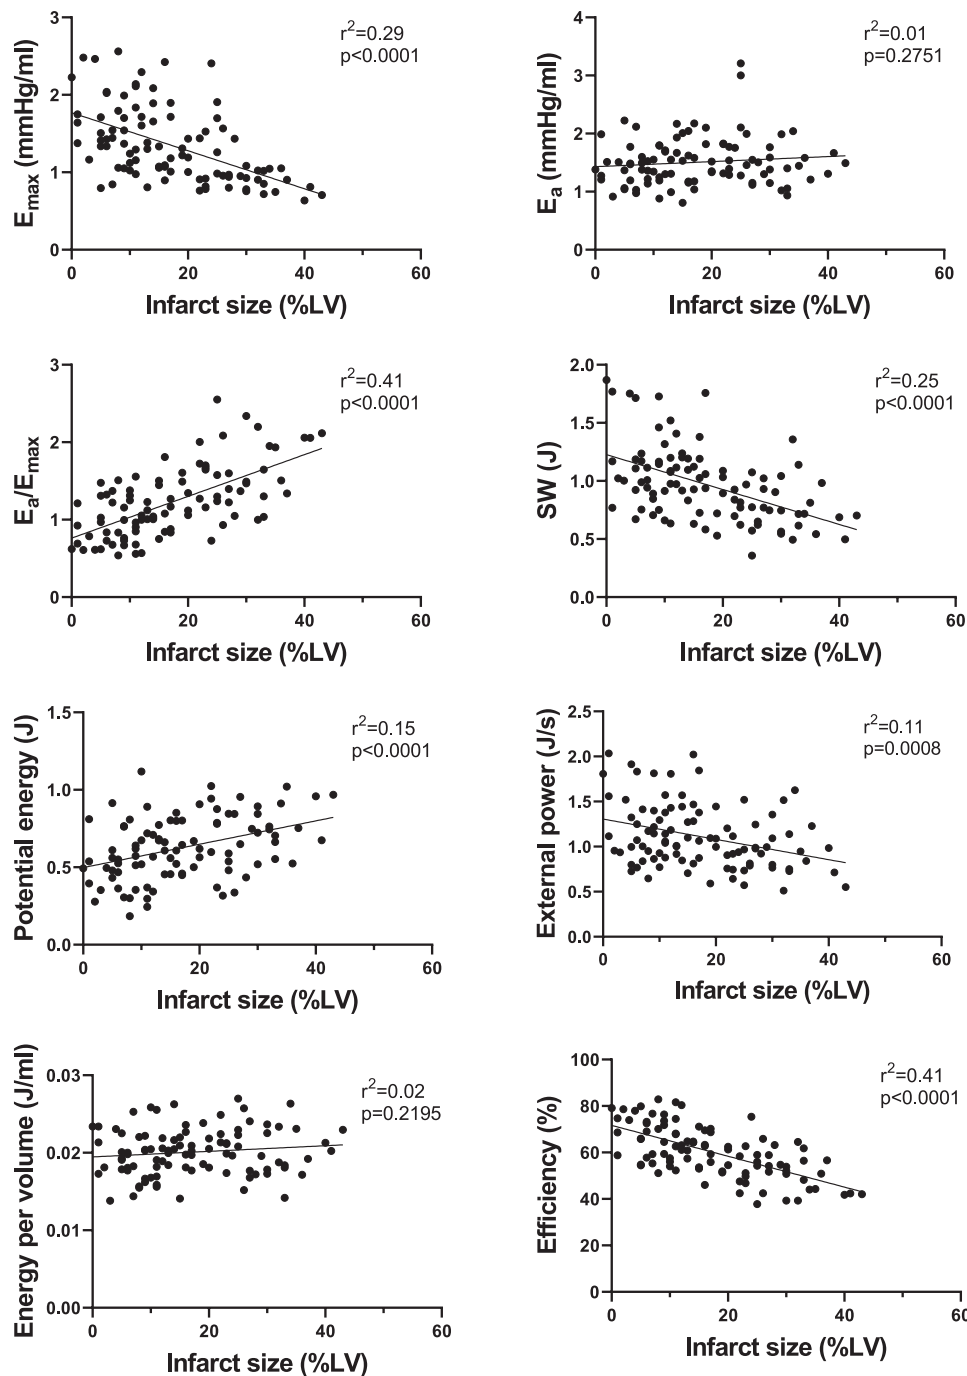 3
2
1
0
0
20
40
60
E_max (mmHg/ml)
Infarct size (%LV)
r²=0.29
p<0.0001
4
3
2
1
0
0
20
40
60
E_a (mmHg/ml)
Infarct size (%LV)
r²=0.01
p=0.2751
3
2
1
0
0
20
40
60
E_a/E_max
Infarct size (%LV)
r²=0.41
p<0.0001
2.0
1.5
1.0
0.5
0.0
0
20
40
60
SW (J)
Infarct size (%LV)
r²=0.25
p<0.0001
1.5
1.0
0.5
0.0
0
20
40
60
Potential energy (J)
Infarct size (%LV)
r²=0.15
p<0.0001
2.5
2.0
1.5
1.0
0.5
0.0
0
20
40
60
External power (J/s)
Infarct size (%LV)
r²=0.11
p=0.0008
0.03
0.02
0.01
0.00
0
20
40
60
Energy per volume (J/ml)
Infarct size (%LV)
r²=0.02
p=0.2195
100
80
60
40
20
0
0
20
40
60
Efficiency (%)
Infarct size (%LV)
r²=0.41
p<0.0001